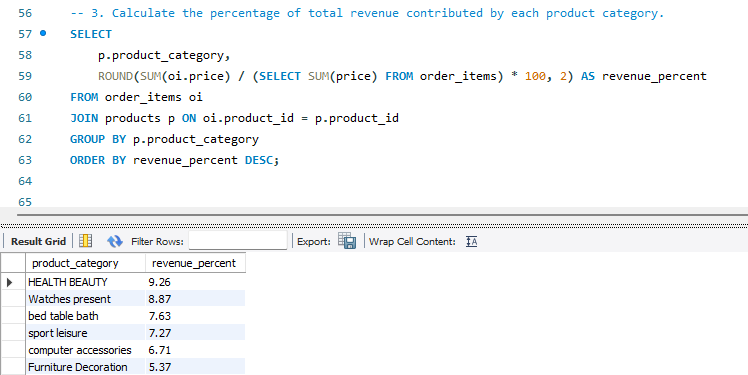 56 -- 3. Calculate the percentage of total revenue contributed by each product category.
57 SELECT
58 p.product_category,
59 ROUND(SUM(oi.price) / (SELECT SUM(price) FROM order_items) * 100, 2) AS revenue_percent
60 FROM order_items oi
61 JOIN products p ON oi.product_id = p.product_id
62 GROUP BY p.product_category
63 ORDER BY revenue_percent DESC;
64
65
Result Grid Filter Rows: Export: Wrap Cell Content: IA
product_category revenue_percent
HEALTH BEAUTY 9.26
Watches present 8.87
bed table bath 7.63
sport leisure 7.27
computer accessories 6.71
Furniture Decoration 5.37